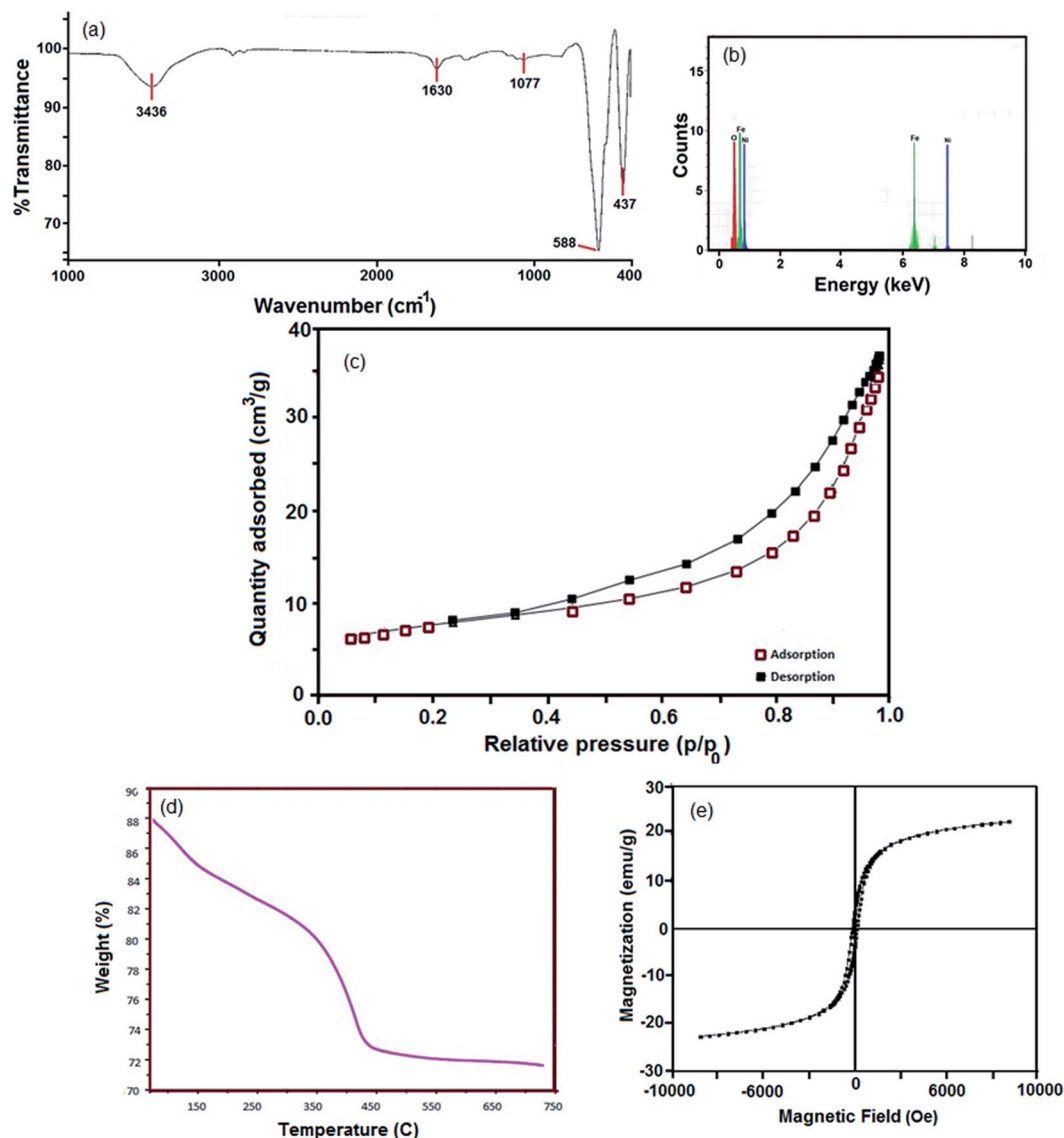 (a)
100
90
80
70
%Transmittance
3436
1630
1077
588
437
1000
3000
2000
1000
400
Wavenumber (cm-1)
(b)
15
10
5
0
Counts
O
Fe
Ni
Fe
Ni
0
2
4
6
8
10
Energy (keV)
(c)
40
30
20
10
0
Quantity adsorbed (cm3/g)
Adsorption
Desorption
0.0
0.2
0.4
0.6
0.8
1.0
Relative pressure (p/p0)
(d)
90
88
86
84
82
80
78
76
74
72
70
Weight (%)
150
250
350
450
550
650
750
Temperature (C)
(e)
30
20
10
0
-10
-20
-30
Magnetization (emu/g)
-10000
-6000
0
6000
10000
Magnetic Field (Oe)